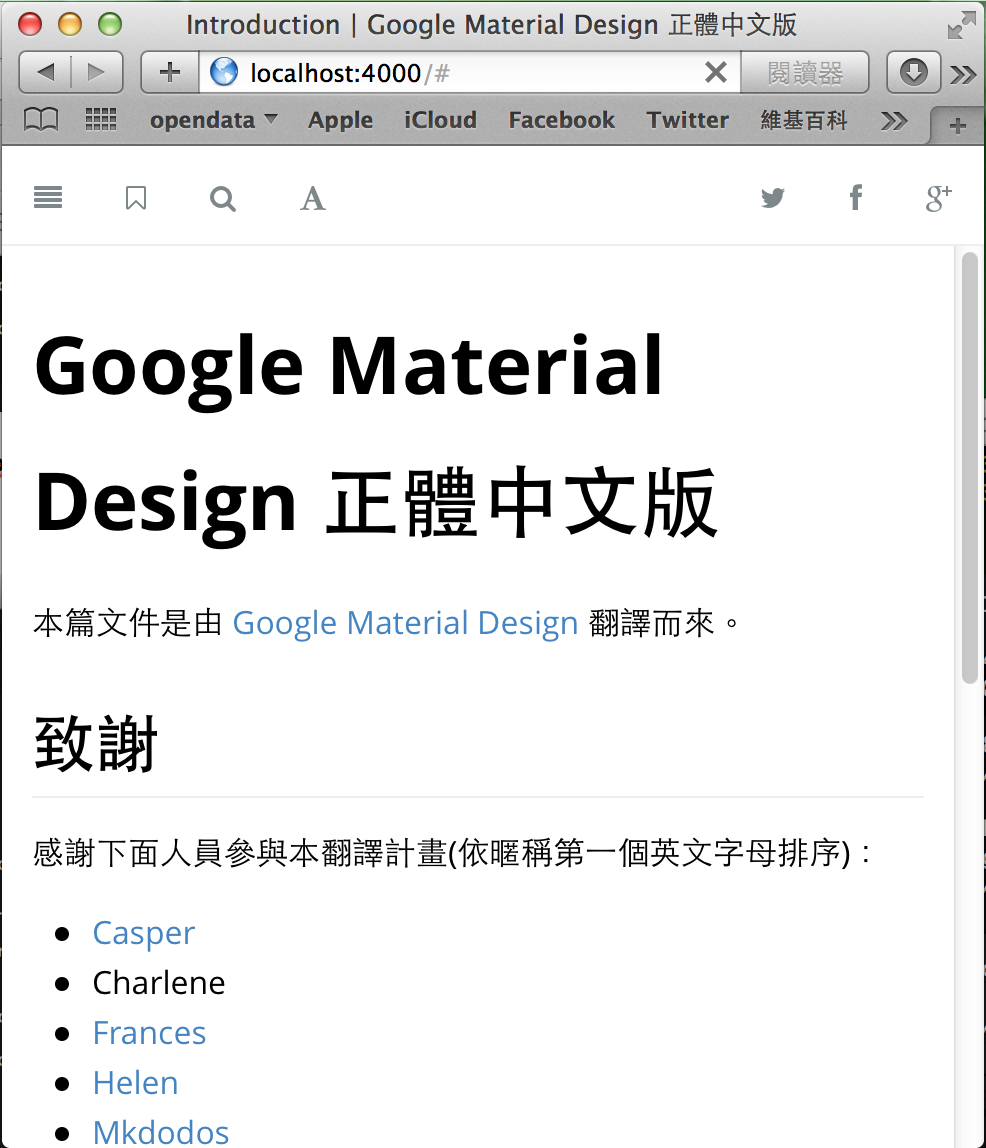 Introduction | Google Material Design 正體中文版
localhost:4000/#
閱讀器
opendata Apple iCloud Facebook Twitter 維基百科
A
g+
Google Material
Design 正體中文版
本篇文件是由 Google Material Design 翻譯而來。
致謝
感謝下面人員參與本翻譯計畫(依暱稱第一個英文字母排序)：
Casper
Charlene
Frances
Helen
Mkdodos